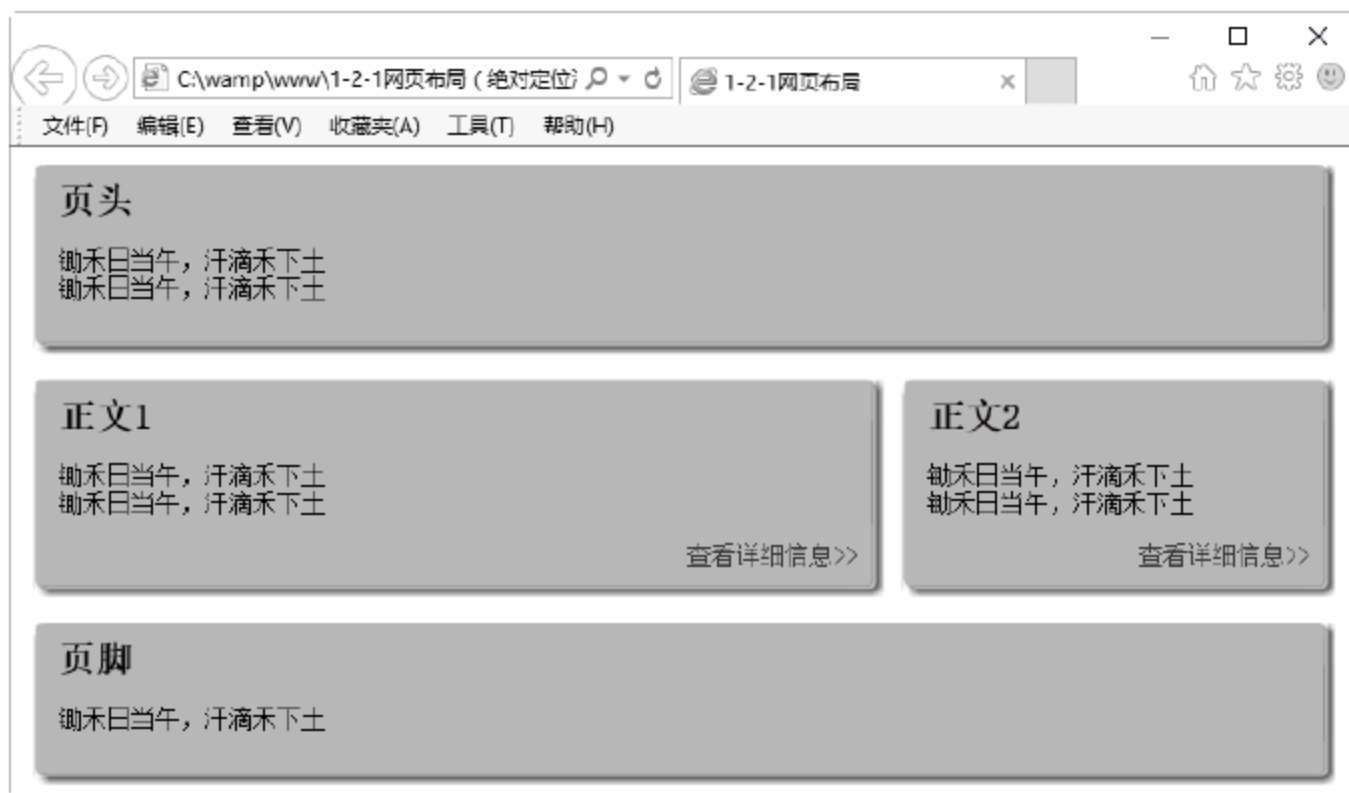 C:\wamp\www\1-2-1网页布局 ( 绝对定位
1-2-1网页布局
文件(F) 编辑(E) 查看(V) 收藏夹(A) 工具(T) 帮助(H)
页头
锄禾日当午，汗滴禾下土
锄禾日当午，汗滴禾下土
正文1
锄禾日当午，汗滴禾下土
锄禾日当午，汗滴禾下土
查看详细信息>>
正文2
锄禾日当午，汗滴禾下土
锄禾日当午，汗滴禾下土
查看详细信息>>
页脚
锄禾日当午，汗滴禾下土